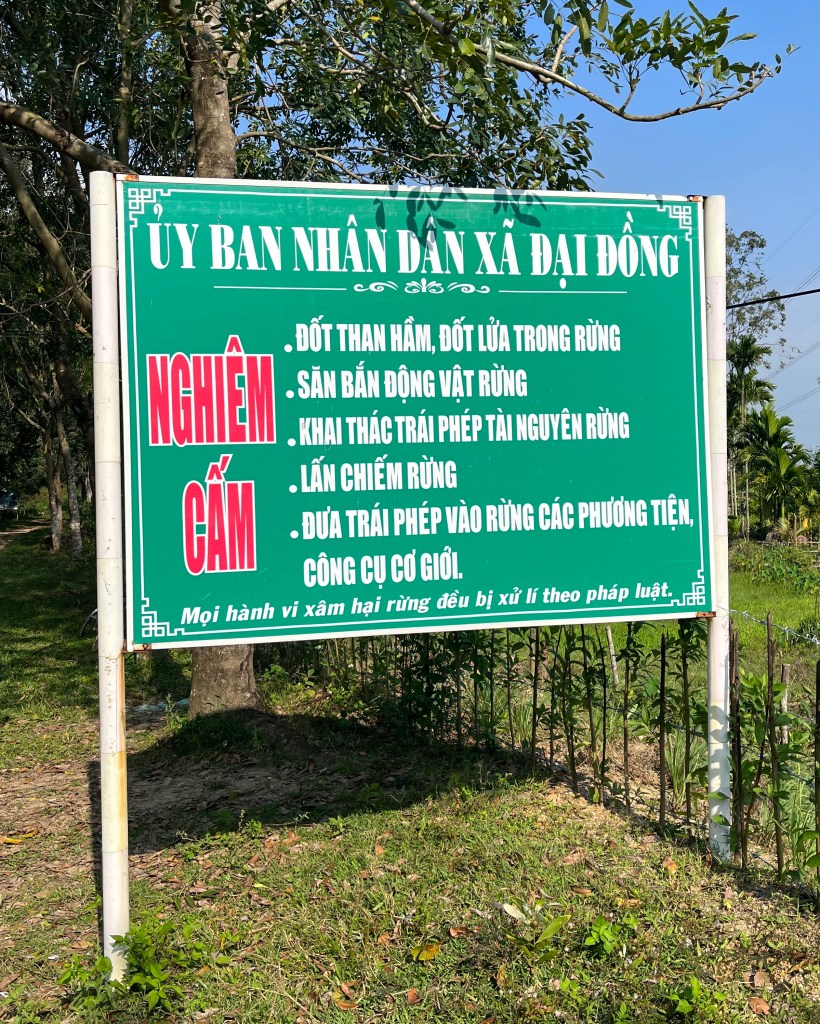 ỦY BAN NHÂN DÂN XÃ ĐẠI ĐỒNG
NGHIÊM
CẤM
. ĐỐT THAN HẦM, ĐỐT LỬA TRONG RỪNG
. SĂN BẮN ĐỘNG VẬT RỪNG
. KHAI THÁC TRÁI PHÉP TÀI NGUYÊN RỪNG
. LẤN CHIẾM RỪNG
. ĐƯA TRÁI PHÉP VÀO RỪNG CÁC PHƯƠNG TIỆN,
CÔNG CỤ CƠ GIỚI.
Mọi hành vi xâm hại rừng đều bị xử lí theo pháp luật.